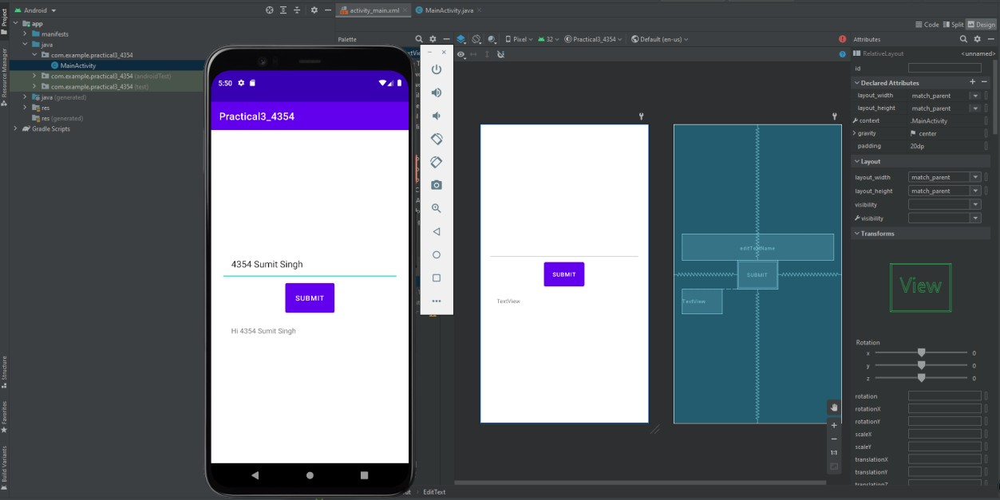 Android
activity_main.xml
MainActivity.java
Project
Resource Manager
Structure
Favorites
Build Variants
app
manifests
java
com.example.practical3_4354
MainActivity
com.example.practical3_4354 (androidTest)
com.example.practical3_4354 (test)
java (generated)
res
res (generated)
Gradle Scripts
5:50
Practical3_4354
4354 Sumit Singh
SUBMIT
Hi 4354 Sumit Singh
Palette
Code
Split
Design
Pixel
32
Practical3_4354
Default (en-us)
SUBMIT
TextView
editTextName
SUBMIT
TextView
1:1
EditText
Attributes
RelativeLayout <unnamed>
id
Declared Attributes
layout_width match_parent
layout_height match_parent
context .MainActivity
gravity center
padding 20dp
Layout
layout_width match_parent
layout_height match_parent
visibility
visibility
Transforms
View
Rotation
x 0
y 0
z 0
rotation
rotationX
rotationY
scaleX
scaleY
translationX
translationY
translationZ